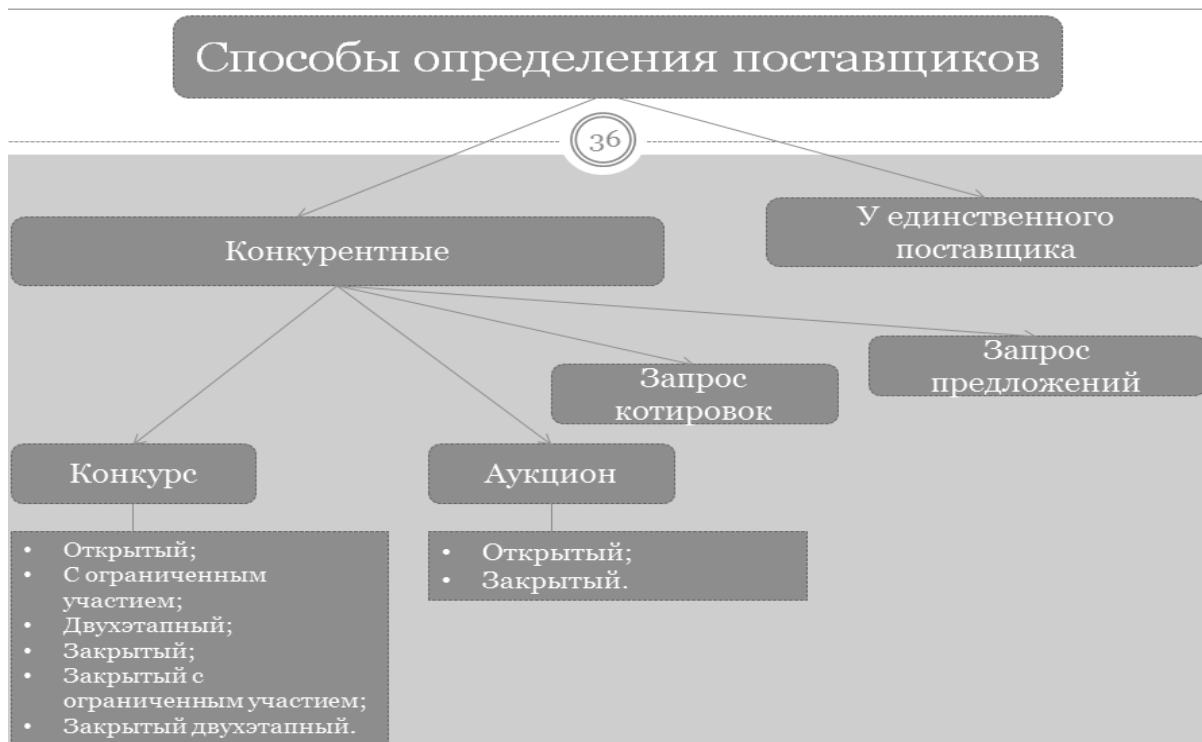 Способы определения поставщиков
36
У единственного
поставщика
Конкурентные
Запрос
предложений
Запрос
котировок
Конкурс
Аукцион
• Открытый;
• С ограниченным
участием;
• Двухэтапный;
• Закрытый;
• Закрытый с
ограниченным участием;
• Закрытый двухэтапный.
• Открытый;
• Закрытый.